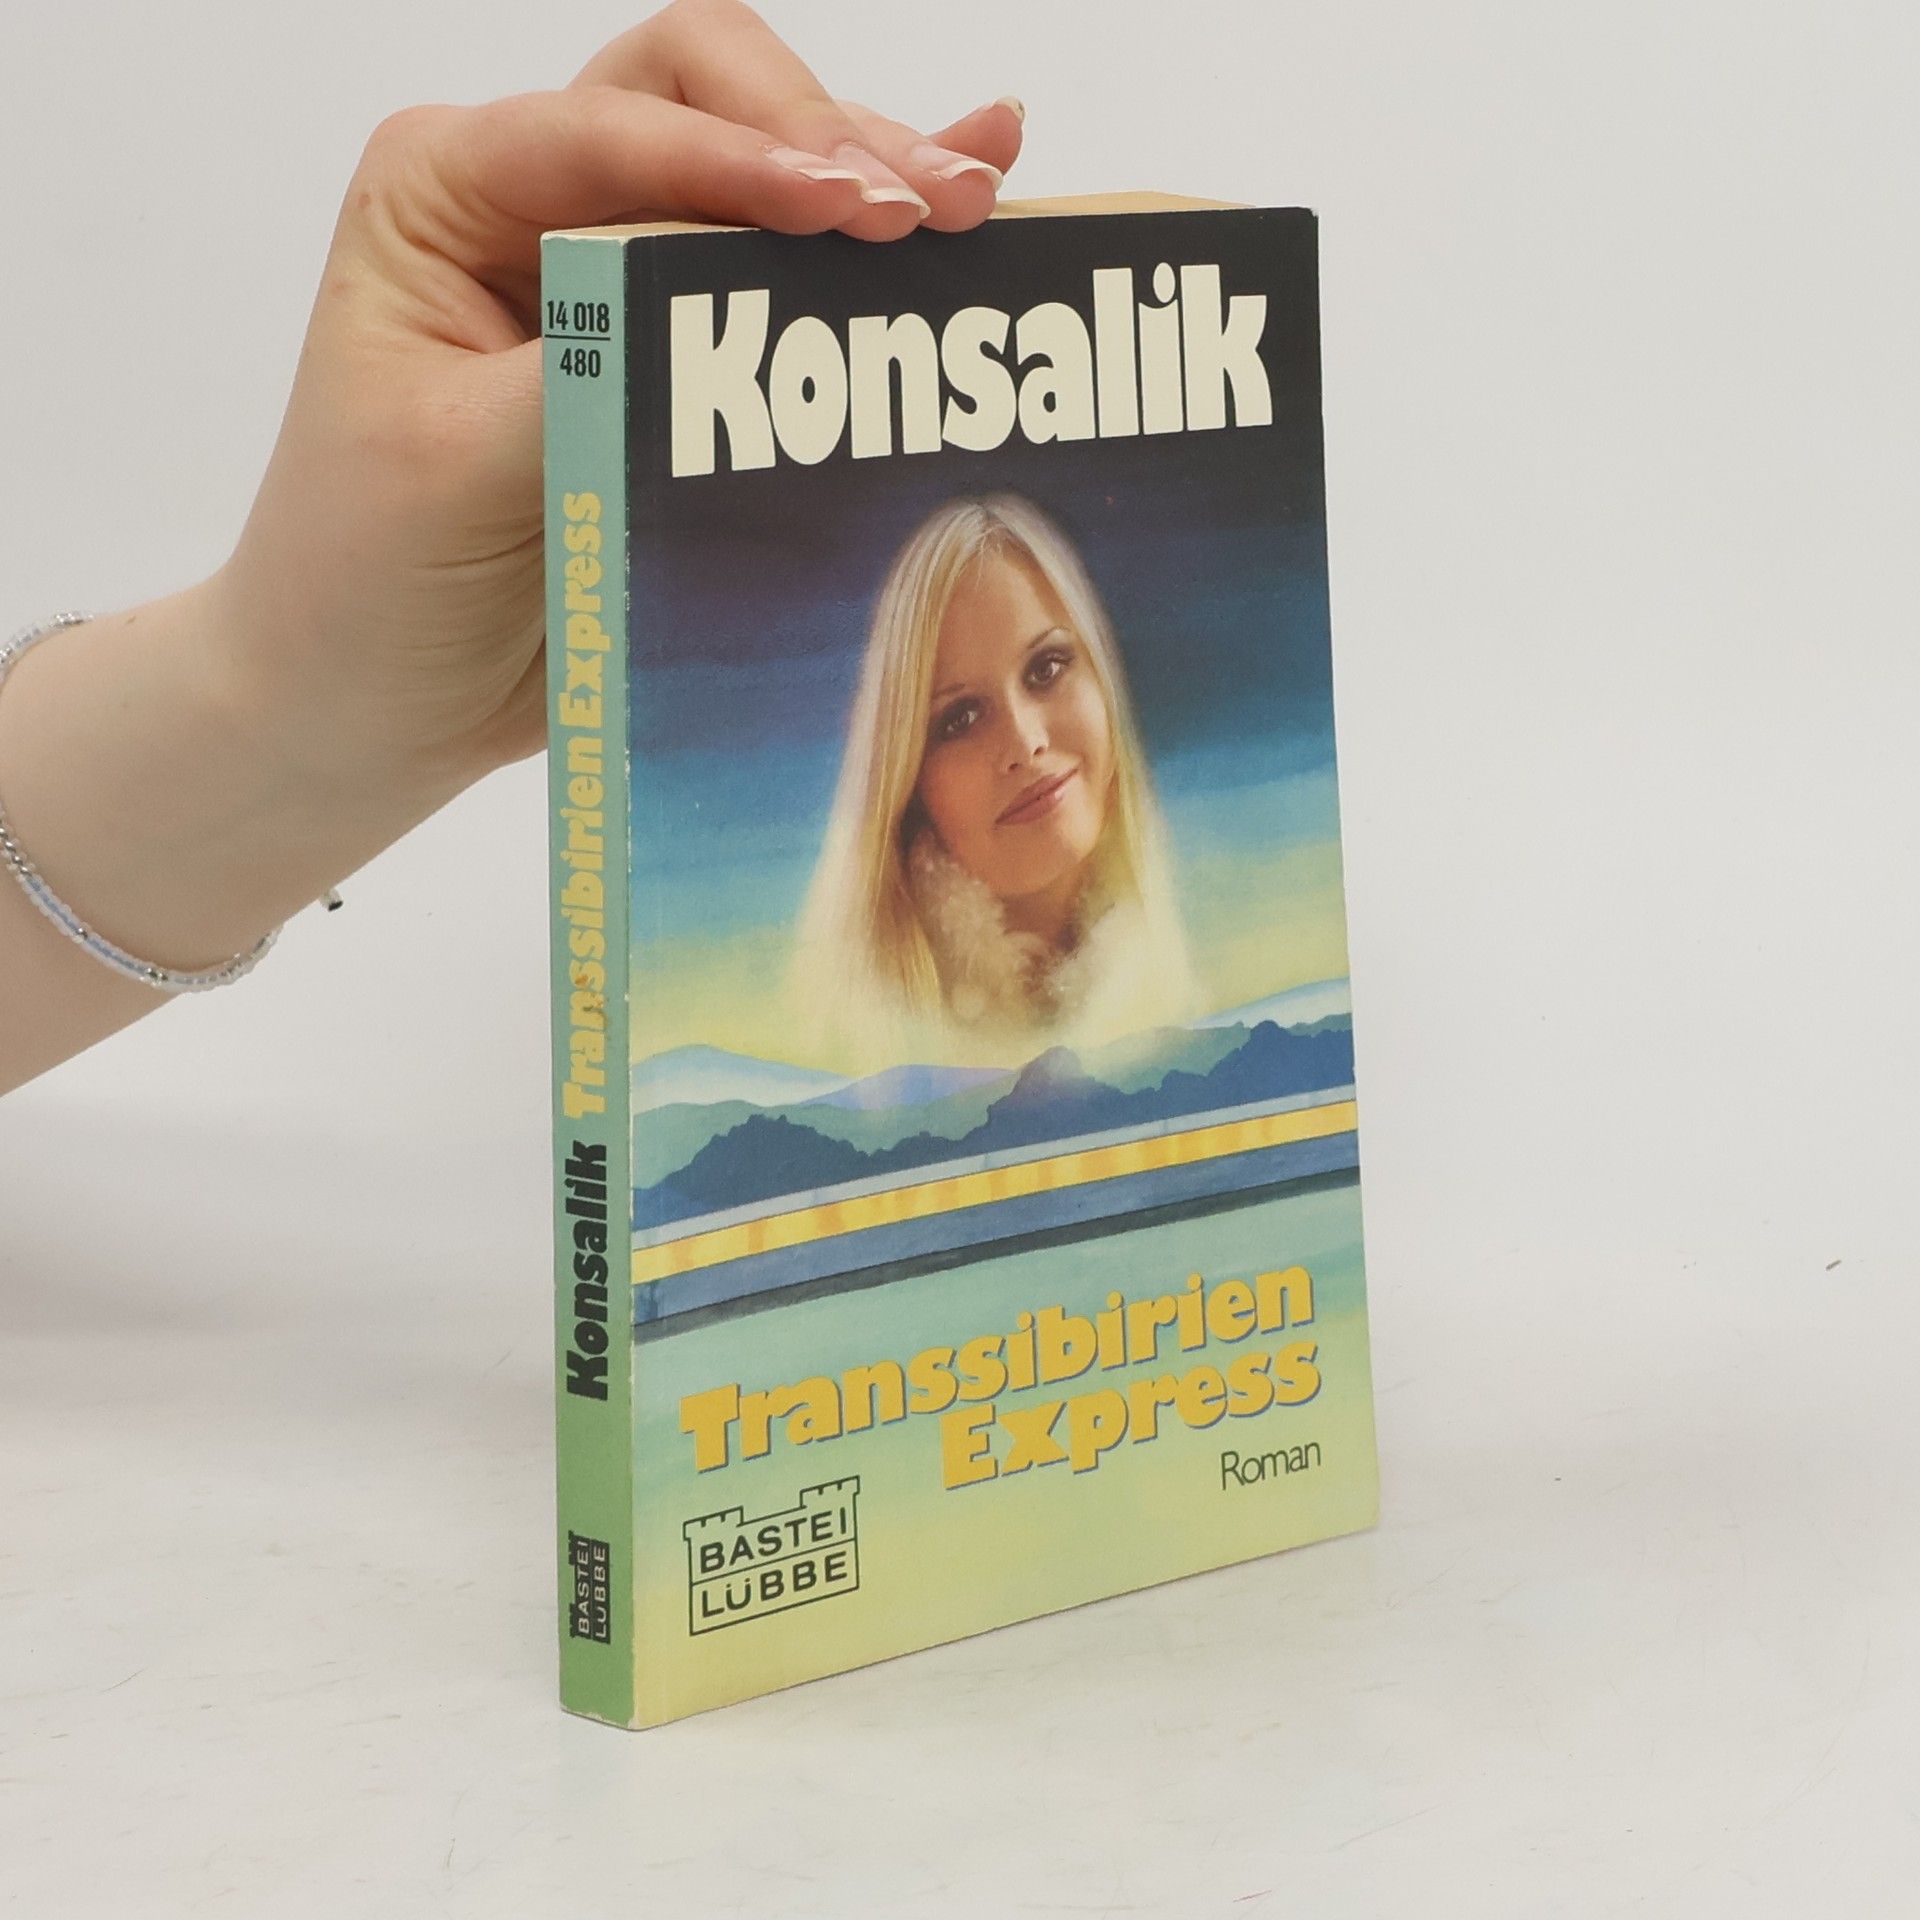 Konsalik
Transsibirien
Express
Roman
BASTEI
LÜBBE
14 018
480
Konsalik Transsibirien Express
BASTEI
LÜBBE